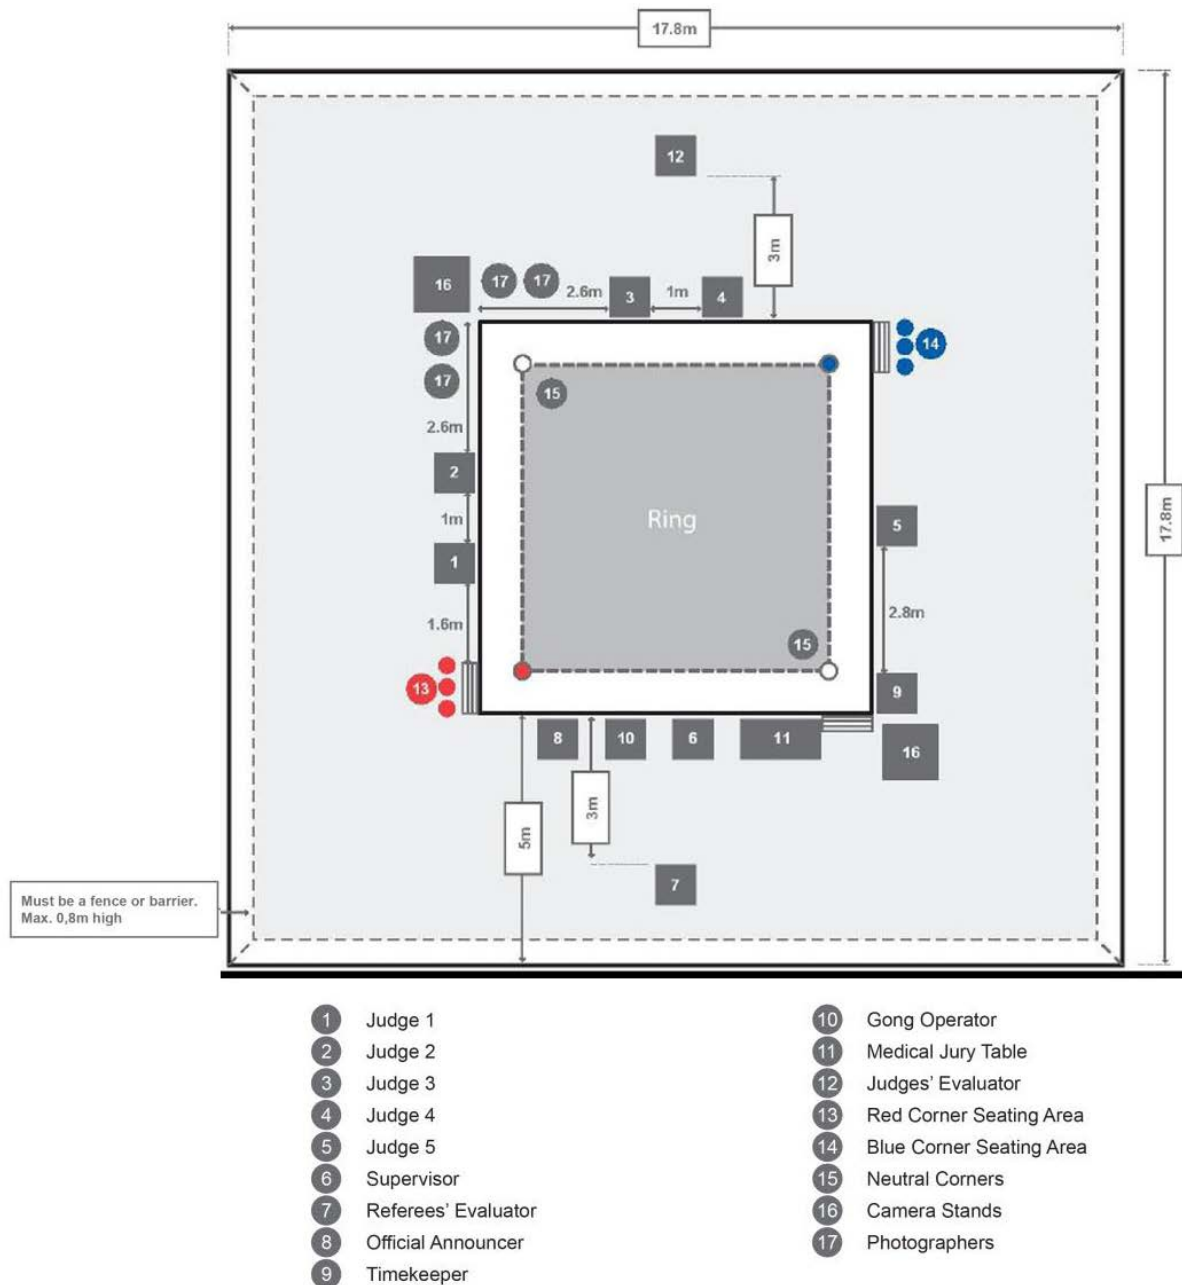 17.8m
12
3m
16
17
17
2.6m
3
1m
4
17
14
17
15
2.6m
2
Ring
17.8m
1m
5
1
1.6m
2.8m
15
13
9
8
10
6
11
16
3m
5m
7
Must be a fence or barrier.
Max. 0,8m high
1 Judge 1
2 Judge 2
3 Judge 3
4 Judge 4
5 Judge 5
6 Supervisor
7 Referees' Evaluator
8 Official Announcer
9 Timekeeper
10 Gong Operator
11 Medical Jury Table
12 Judges' Evaluator
13 Red Corner Seating Area
14 Blue Corner Seating Area
15 Neutral Corners
16 Camera Stands
17 Photographers